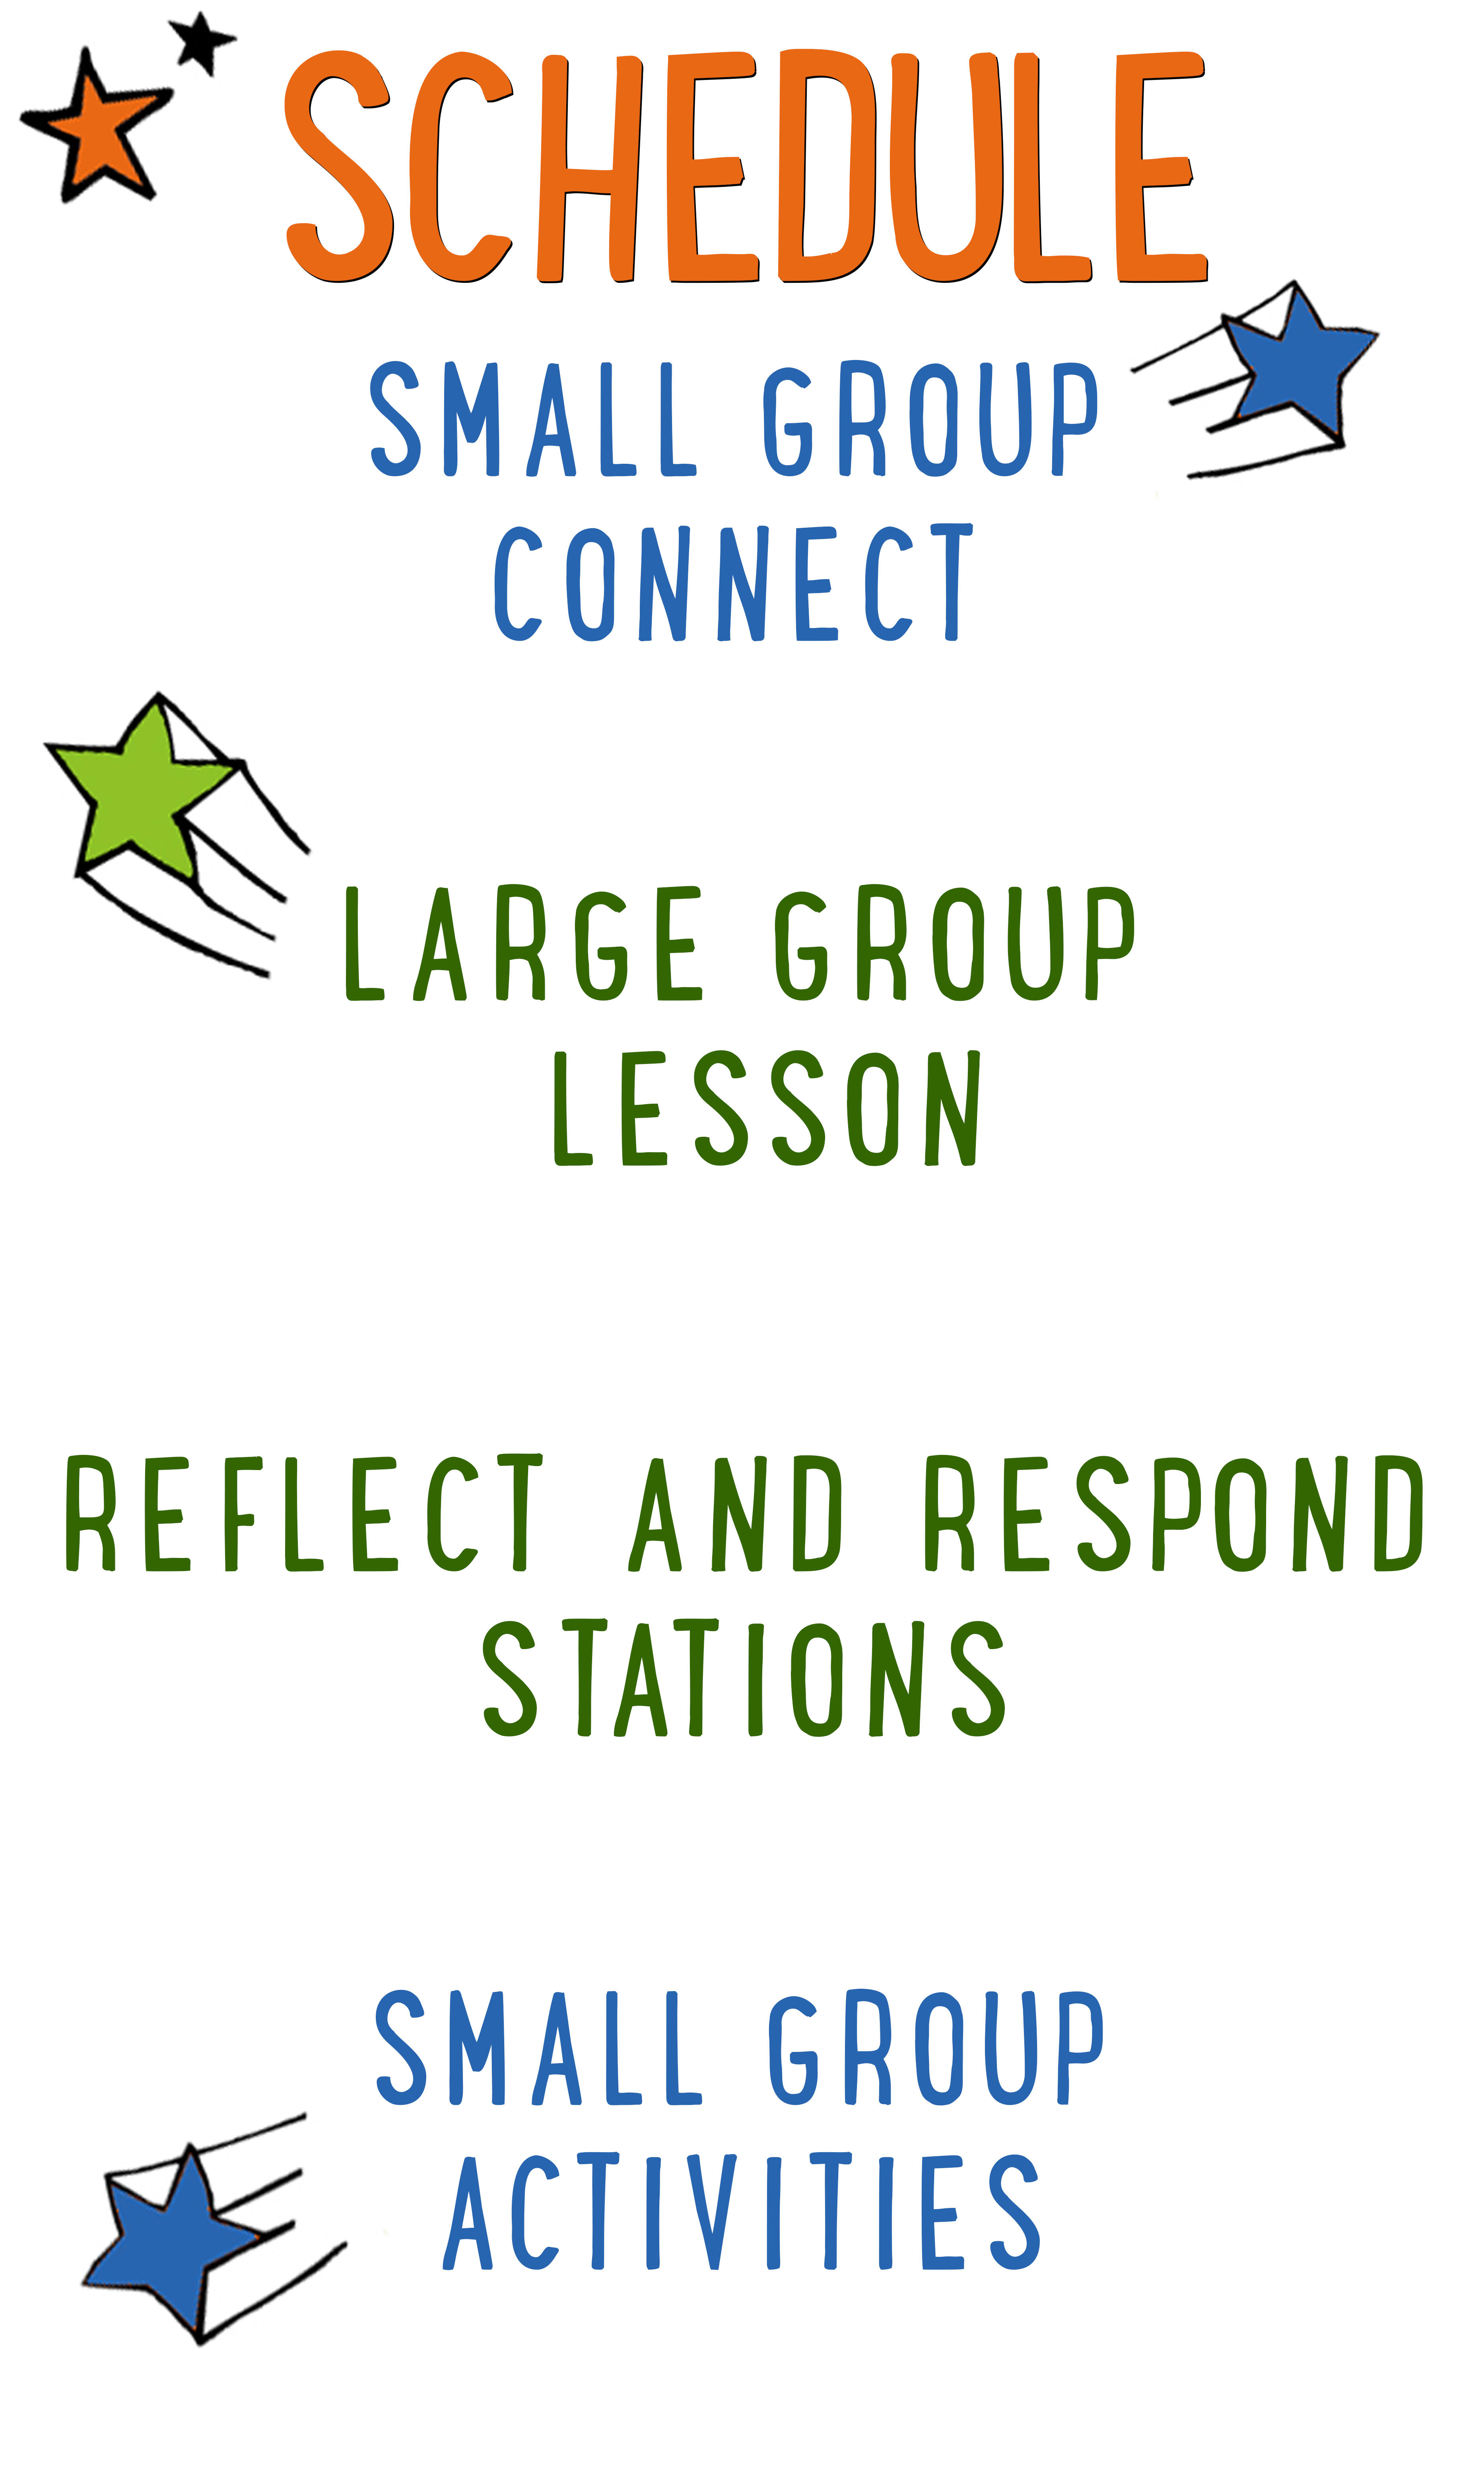 SCHEDULE
SMALL GROUP
CONNECT
LARGE GROUP
LESSON
REFLECT AND RESPOND
STATIONS
SMALL GROUP
ACTIVITIES